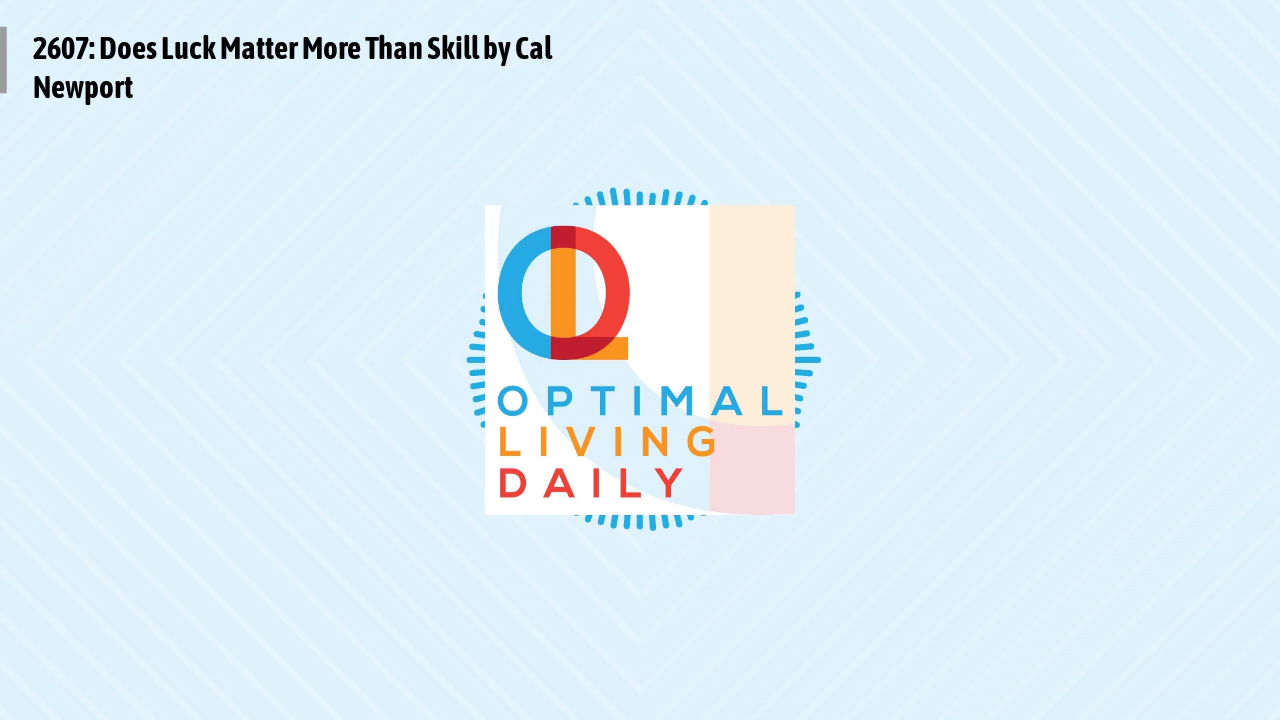 2607: Does Luck Matter More Than Skill by Cal
Newport
OL
OPTIMAL
LIVING
DAILY